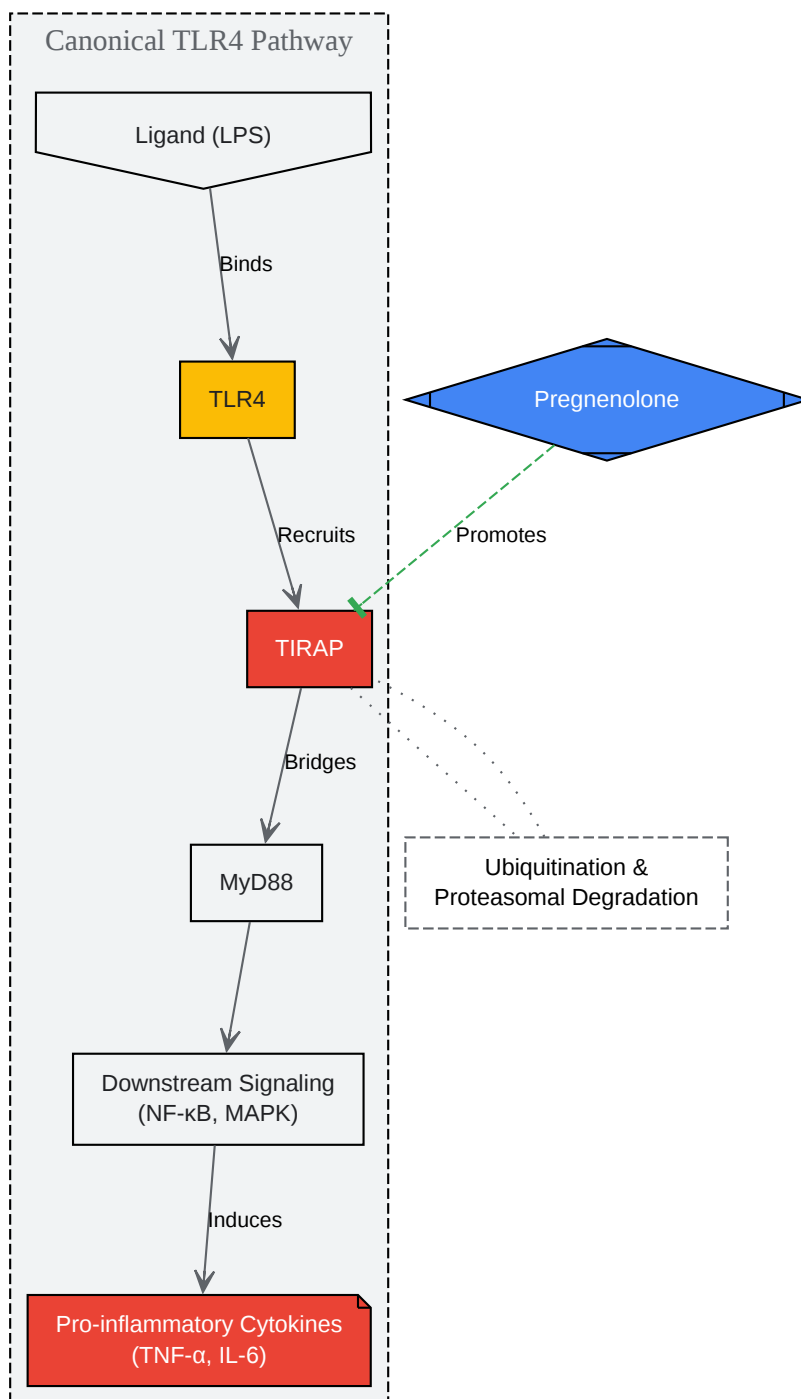 Canonical TLR4 Pathway
Ligand (LPS)
Binds
TLR4
Pregnenolone
Recruits
Promotes
TIRAP
Bridges
MyD88
Ubiquitination &
Proteasomal Degradation
Downstream Signaling
(NF-κB, MAPK)
Induces
Pro-inflammatory Cytokines
(TNF-α, IL-6)